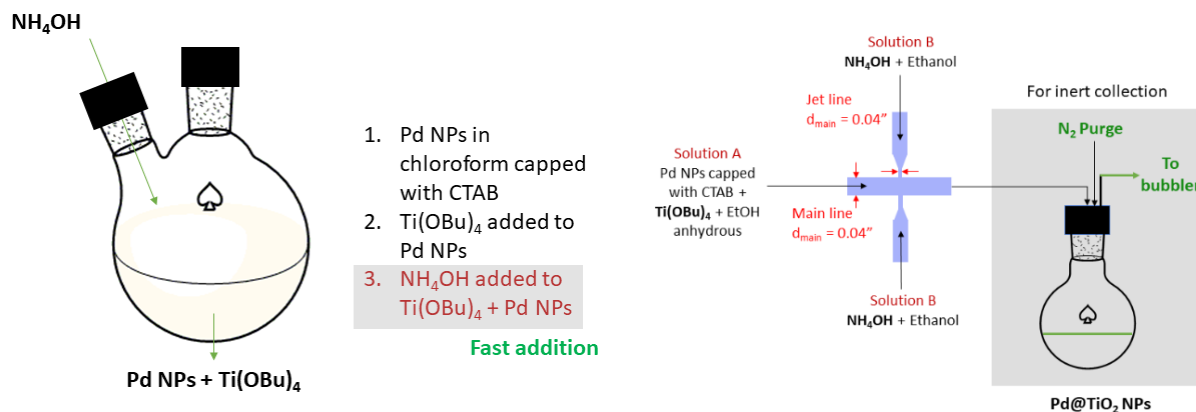 NH₄OH
1. Pd NPs in
chloroform capped
with CTAB
2. Ti(OBu)₄ added to
Pd NPs
3. NH₄OH added to
Ti(OBu)₄ + Pd NPs
Fast addition
Pd NPs + Ti(OBu)₄
Solution B
NH₄OH + Ethanol
Jet line
d main = 0.04”
Solution A
Pd NPs capped
with CTAB +
Ti(OBu)₄ + EtOH
anhydrous
Main line
d main = 0.04”
Solution B
NH₄OH + Ethanol
For inert collection
N₂ Purge
To
bubbler
Pd@TiO₂ NPs